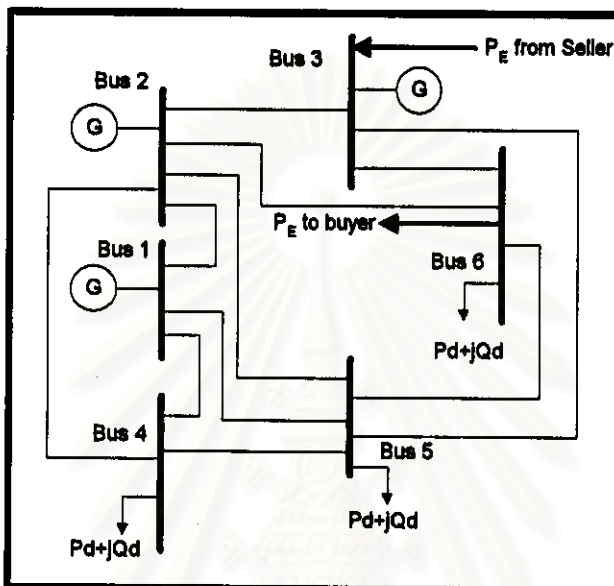 Bus 3
P_E from Seller
G
Bus 2
G
P_E to buyer
Bus 1
G
Bus 6
Pd+jQd
Bus 4
Bus 5
Pd+jQd
Pd+jQd